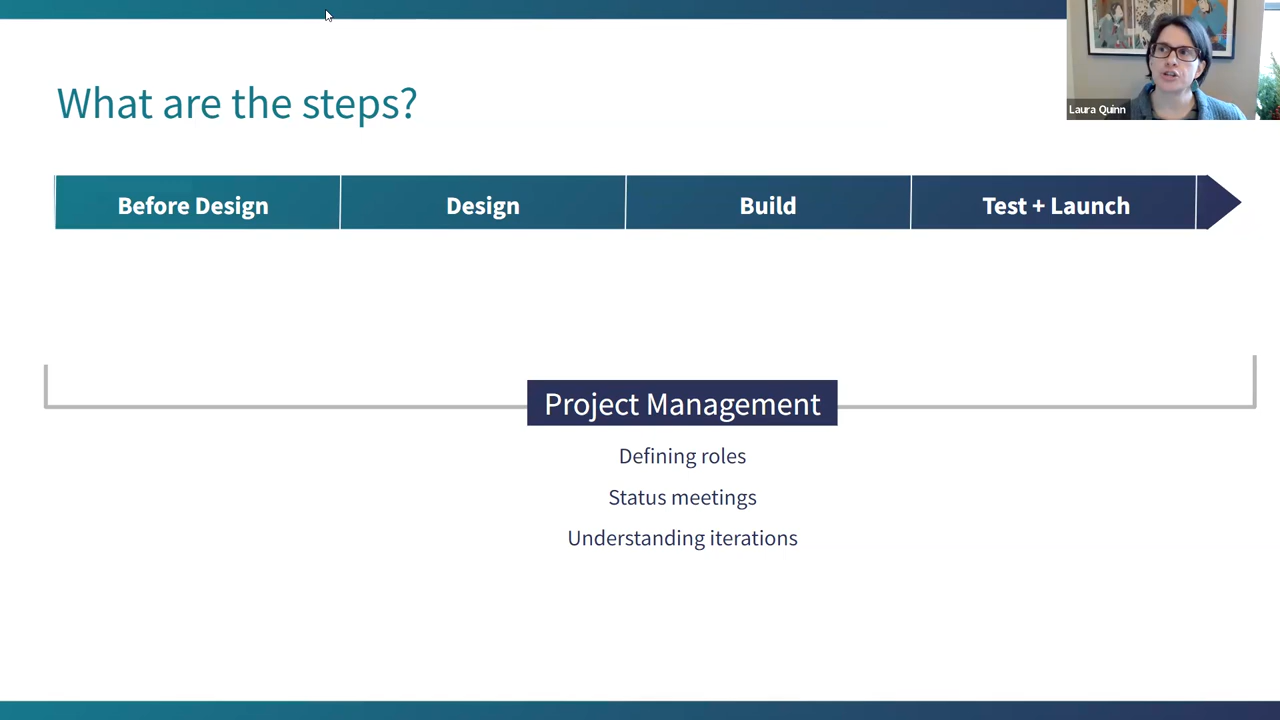 What are the steps?
Laura Quinn
Before Design
Design
Build
Test + Launch
Project Management
Defining roles
Status meetings
Understanding iterations